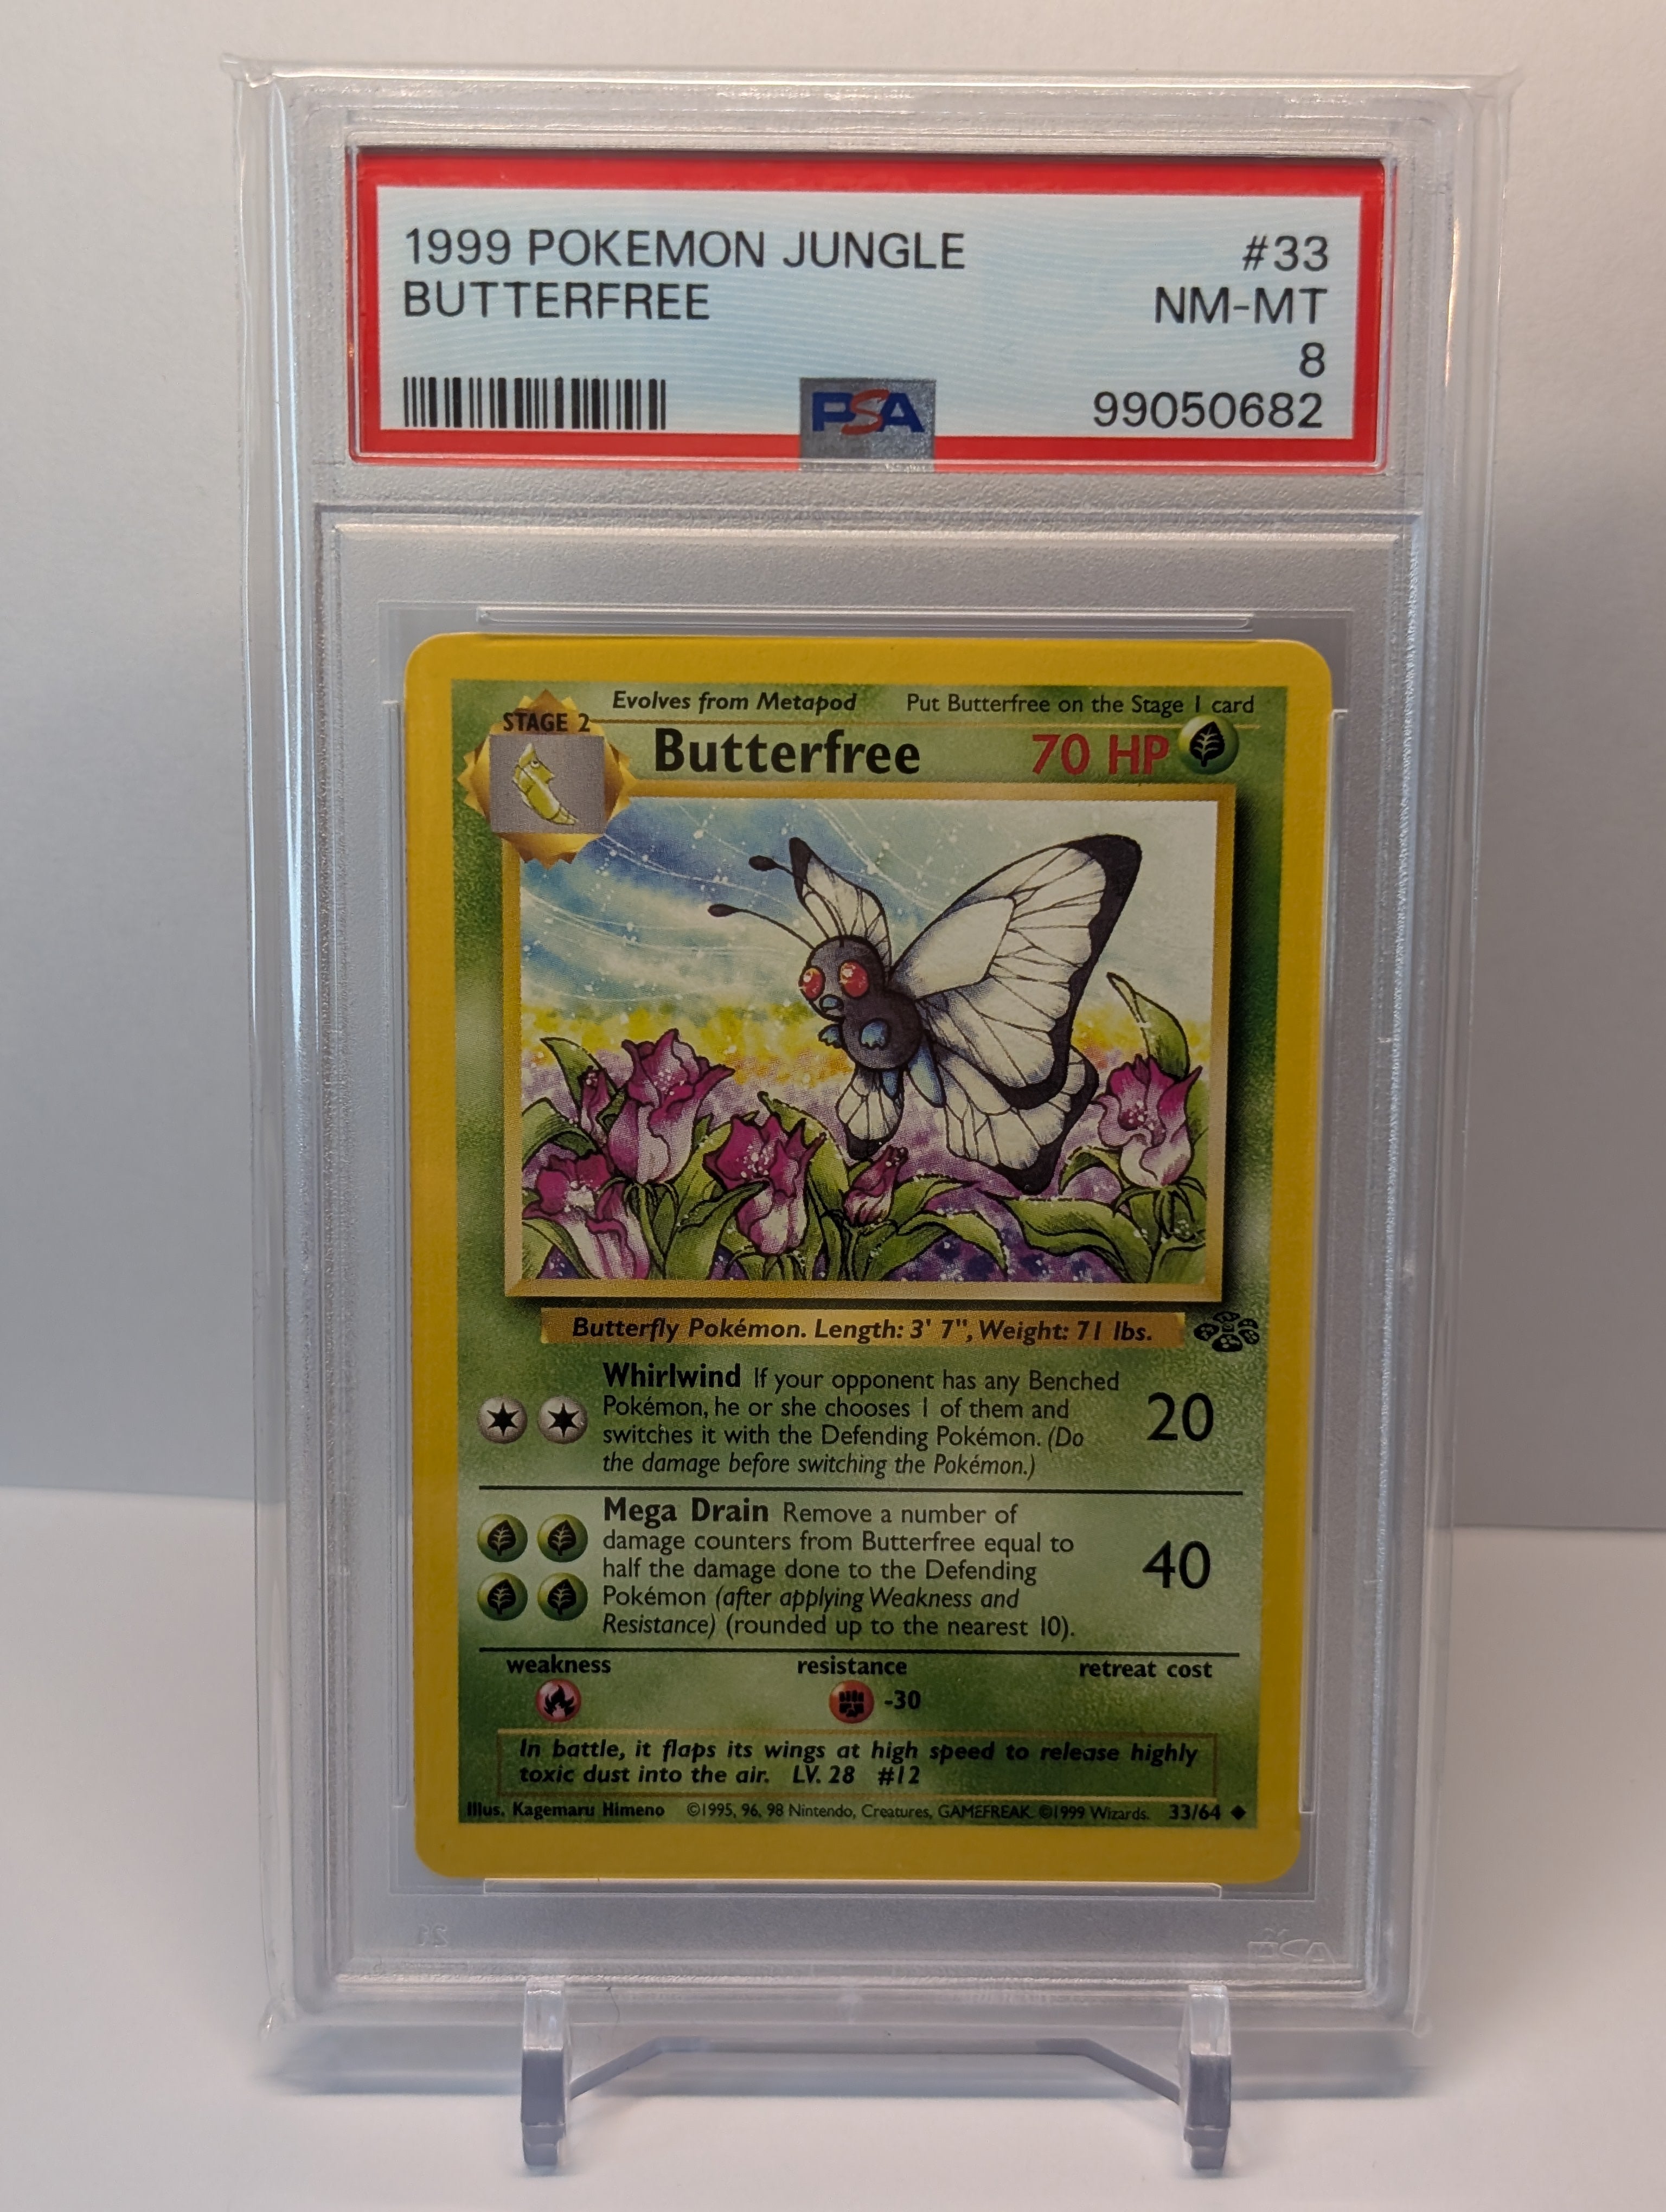 1999 POKEMON JUNGLE #33
BUTTERFREE NM-MT
8
PSA 99050682
Evolves from Metapod Put Butterfree on the Stage 1 card
STAGE 2
Butterfree 70 HP
Butterfly Pokémon. Length: 3' 7", Weight: 71 lbs.
Whirlwind If your opponent has any Benched
Pokémon, he or she chooses 1 of them and
switches it with the Defending Pokémon. (Do
the damage before switching the Pokémon.)
20
Mega Drain Remove a number of
damage counters from Butterfree equal to
half the damage done to the Defending
Pokémon (after applying Weakness and
Resistance) (rounded up to the nearest 10).
40
weakness resistance retreat cost
-30
In battle, it flaps its wings at high speed to release highly
toxic dust into the air. LV. 28 #12
Illus. Kagemaru Himeno ©1995, 96, 98 Nintendo, Creatures, GAMEFREAK. ©1999 Wizards. 33/64
PSA